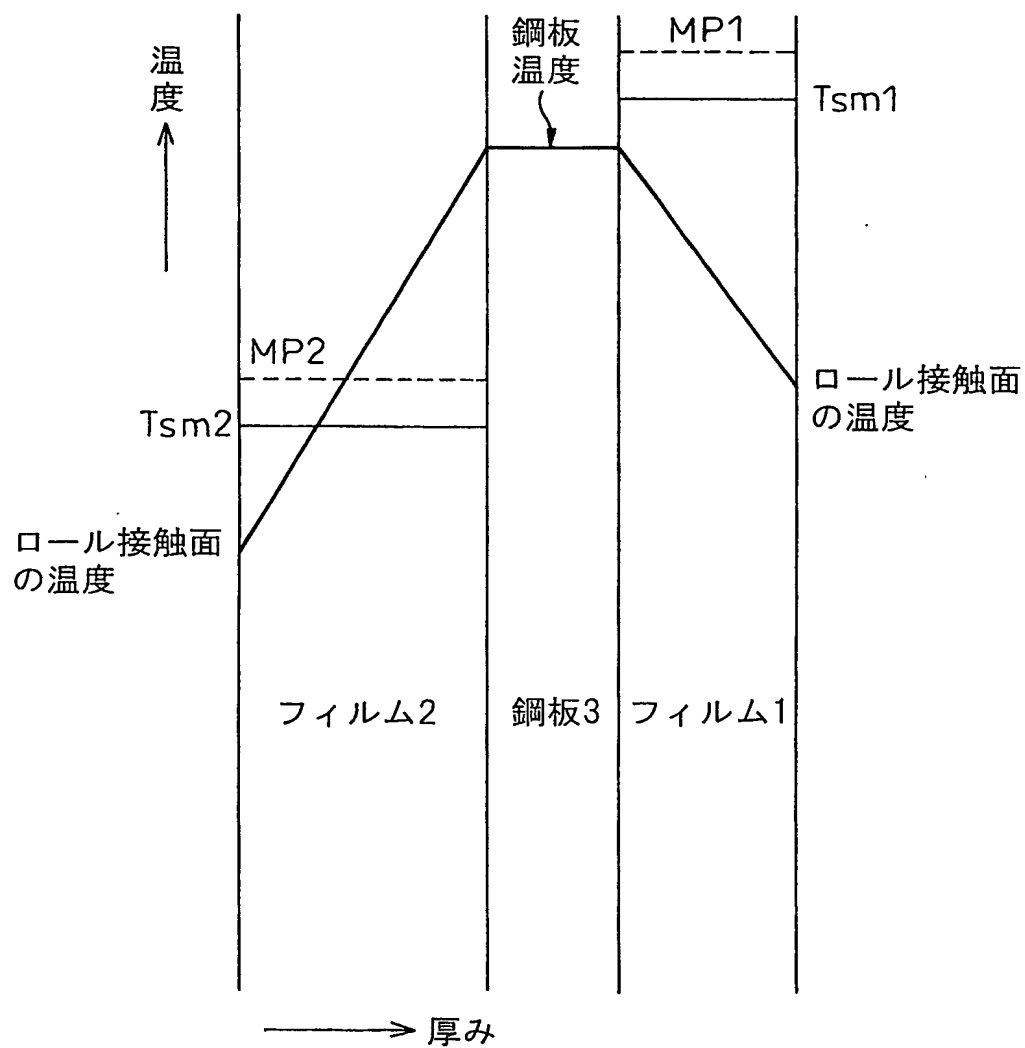 温度
鋼板
温度
MP1
Tsm1
MP2
Tsm2
ロール接触面
の温度
ロール接触面
の温度
フィルム2
鋼板3
フィルム1
厚み